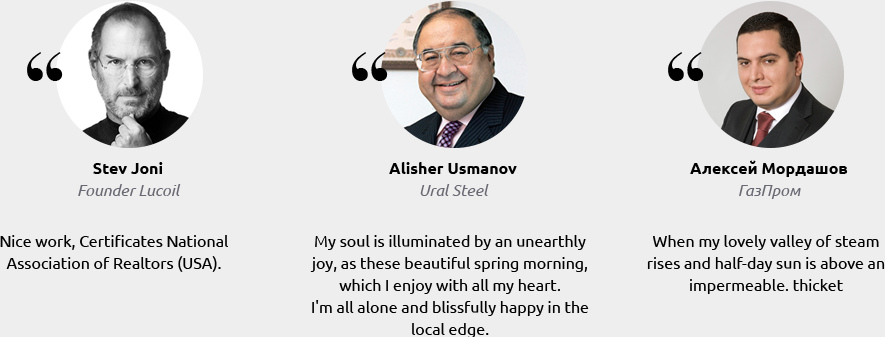 Stev Joni
Founder Lucoil
Nice work, Certificates National
Association of Realtors (USA).
Alisher Usmanov
Ural Steel
My soul is illuminated by an unearthly
joy, as these beautiful spring morning,
which I enjoy with all my heart.
I'm all alone and blissfully happy in the
local edge.
Алексей Мордашов
ГазПром
When my lovely valley of steam
rises and half-day sun is above an
impermeable. thicket